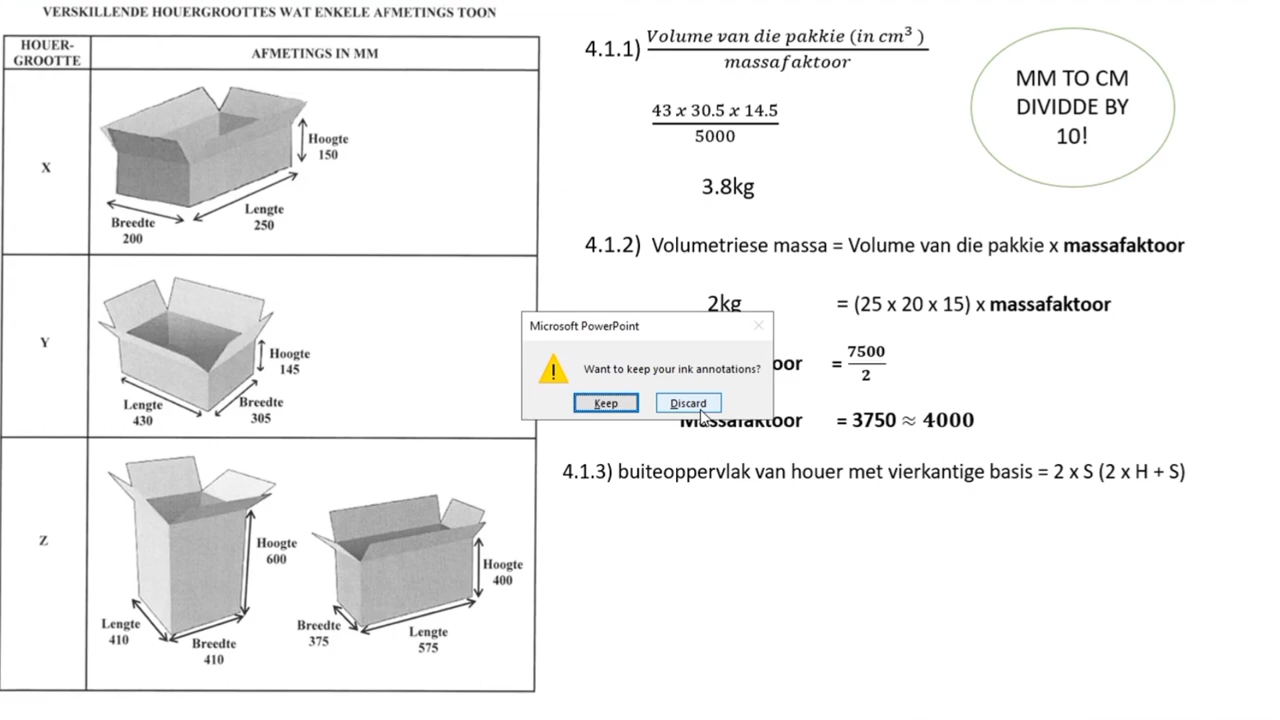 VERSKILLENDE HOUERGROOTTES WAT ENKELE AFMETINGS TOON
HOUER-
GROOTTE
AFMETINGS IN MM
X
Hoogte
150
Breedte
200
Lengte
250
Y
Hoogte
145
Lengte
430
Breedte
305
Z
Hoogte
600
Lengte
410
Breedte
410
Hoogte
400
Breedte
375
Lengte
575
4.1.1) Volume van die pakkie (in cm³ )
massafaktoor
43 x 30.5 x 14.5
5000
3.8kg
MM TO CM
DIVIDDE BY
10!
4.1.2) Volumetriese massa = Volume van die pakkie x massafaktoor
2kg = (25 x 20 x 15) x massafaktoor
oor = 7500
2
Massafaktoor = 3750 ≈ 4000
4.1.3) buiteoppervlak van houer met vierkantige basis = 2 x S (2 x H + S)
Microsoft PowerPoint
Want to keep your ink annotations?
Keep Discard